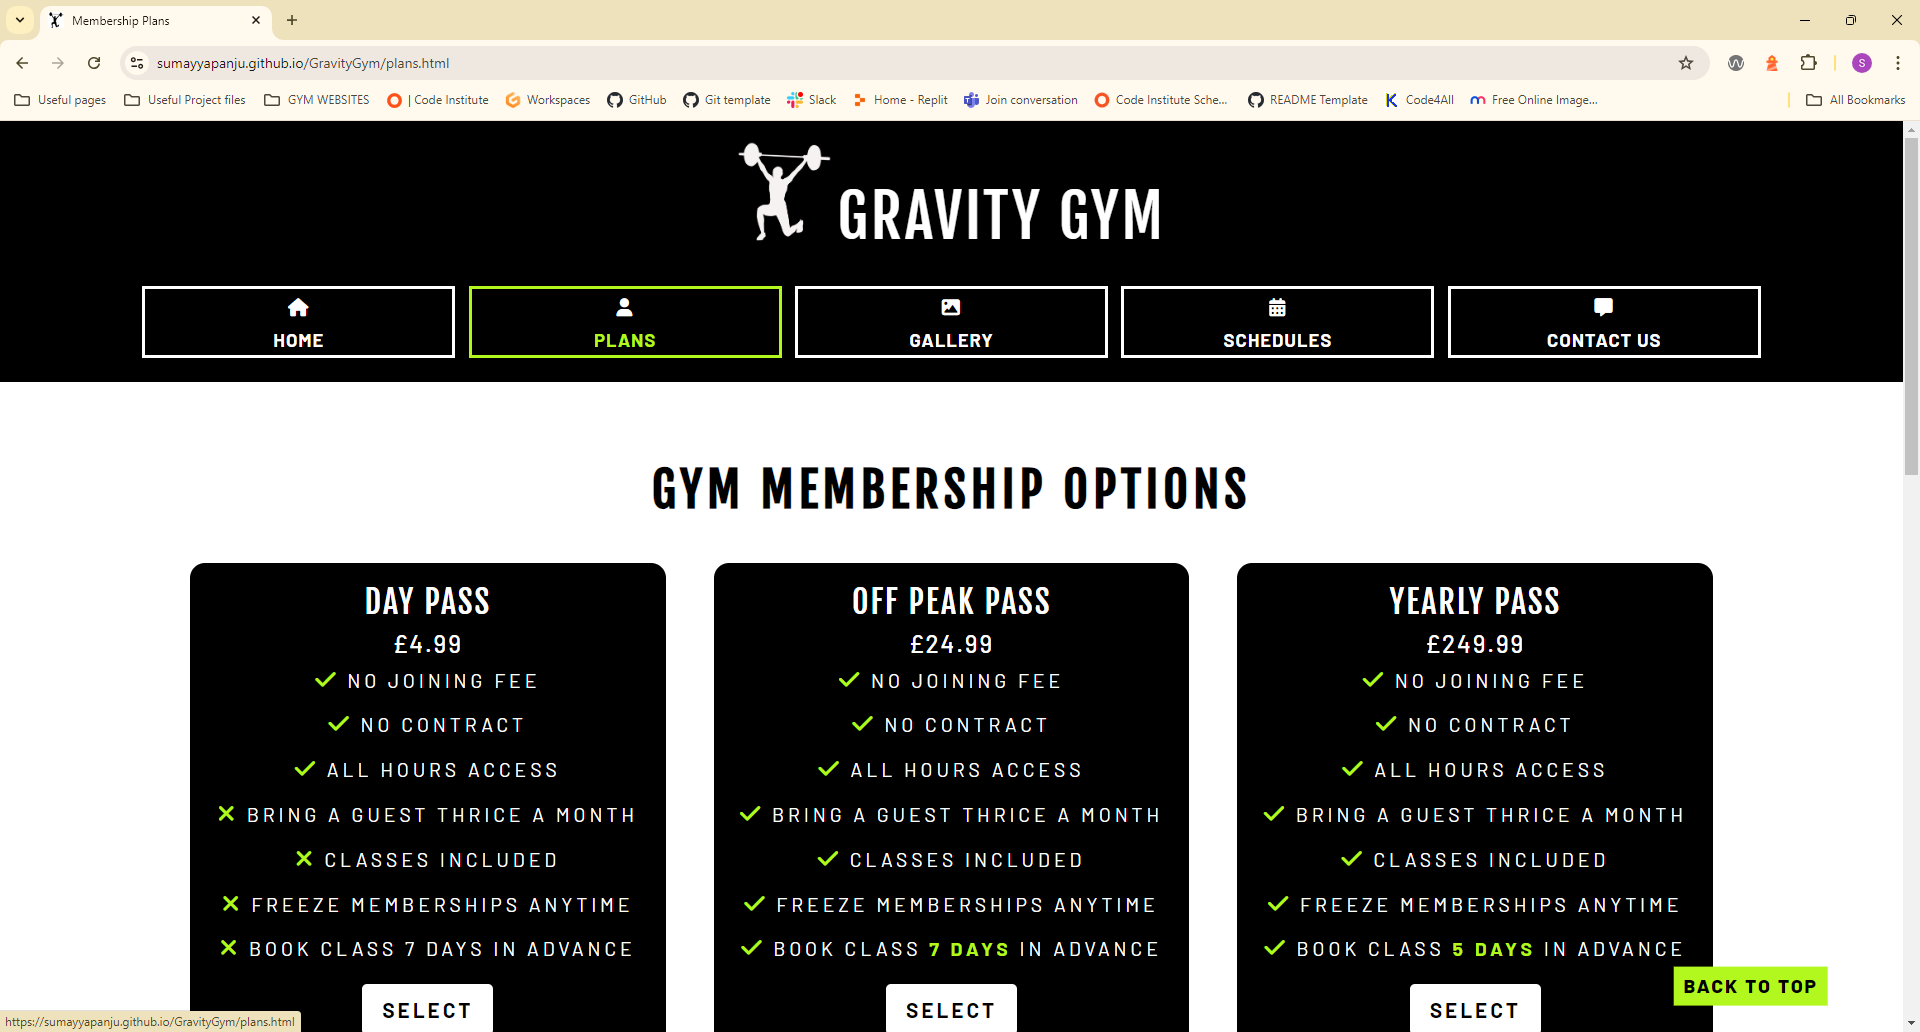 Membership Plans
sumayyapanju.github.io/GravityGym/plans.html
S
Useful pages Useful Project files GYM WEBSITES | Code Institute Workspaces GitHub Git template Slack Home - Replit Join conversation Code Institute Sche... README Template Code4All Free Online Image... All Bookmarks
GRAVITY GYM
HOME PLANS GALLERY SCHEDULES CONTACT US
GYM MEMBERSHIP OPTIONS
DAY PASS
£4.99
NO JOINING FEE
NO CONTRACT
ALL HOURS ACCESS
BRING A GUEST THRICE A MONTH
CLASSES INCLUDED
FREEZE MEMBERSHIPS ANYTIME
BOOK CLASS 7 DAYS IN ADVANCE
SELECT
OFF PEAK PASS
£24.99
NO JOINING FEE
NO CONTRACT
ALL HOURS ACCESS
BRING A GUEST THRICE A MONTH
CLASSES INCLUDED
FREEZE MEMBERSHIPS ANYTIME
BOOK CLASS 7 DAYS IN ADVANCE
SELECT
YEARLY PASS
£249.99
NO JOINING FEE
NO CONTRACT
ALL HOURS ACCESS
BRING A GUEST THRICE A MONTH
CLASSES INCLUDED
FREEZE MEMBERSHIPS ANYTIME
BOOK CLASS 5 DAYS IN ADVANCE
SELECT
BACK TO TOP
https://sumayyapanju.github.io/GravityGym/plans.html